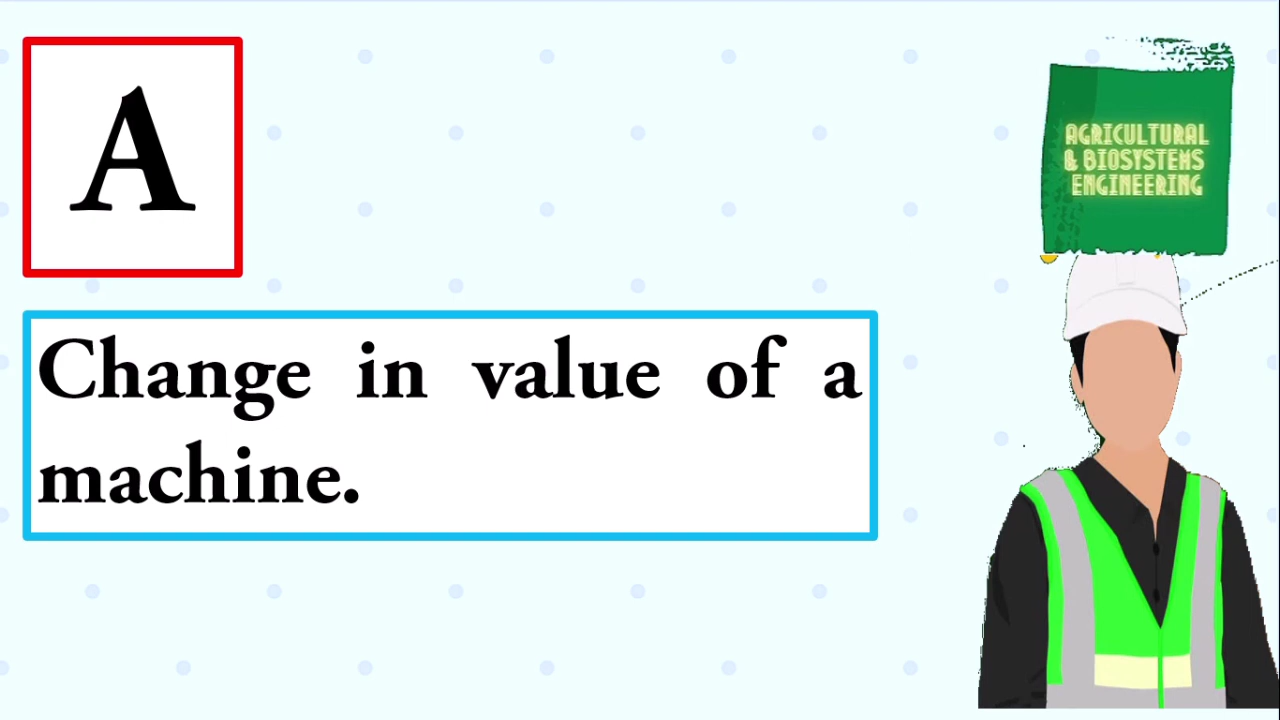 A
AGRICULTURAL
& BIOSYSTEMS
ENGINEERING
Change in value of a
machine.